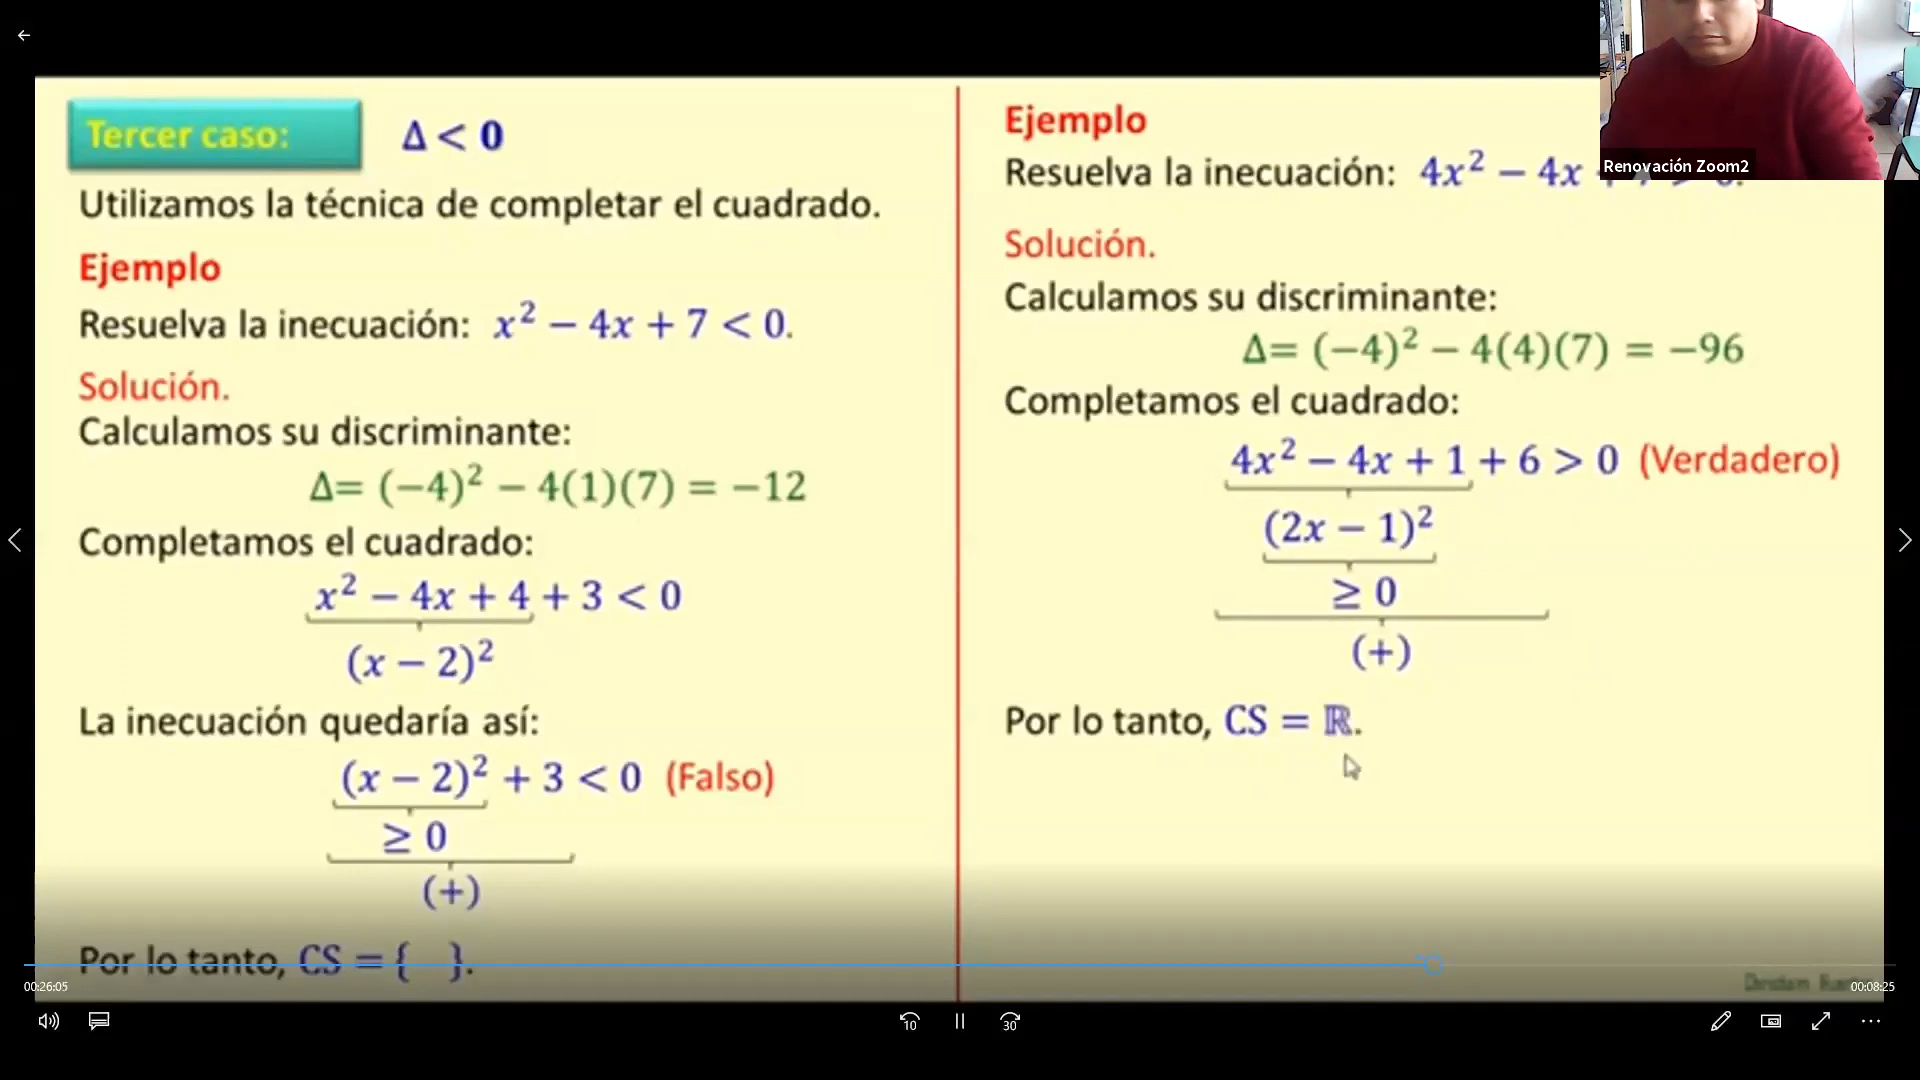 Tercer caso:
Δ < 0
Utilizamos la técnica de completar el cuadrado.
Ejemplo
Resuelva la inecuación: x² − 4x + 7 < 0.
Solución.
Calculamos su discriminante:
Δ= (−4)² − 4(1)(7) = −12
Completamos el cuadrado:
x² − 4x + 4 + 3 < 0
(x − 2)²
La inecuación quedaría así:
(x − 2)² + 3 < 0 (Falso)
≥ 0
(+)
Por lo tanto, CS = { }.
Ejemplo
Resuelva la inecuación: 4x² − 4x
Solución.
Calculamos su discriminante:
Δ= (−4)² − 4(4)(7) = −96
Completamos el cuadrado:
4x² − 4x + 1 + 6 > 0 (Verdadero)
(2x − 1)²
≥ 0
(+)
Por lo tanto, CS = ℝ.
Renovación Zoom2
00:26:05
00:08:25
10
30